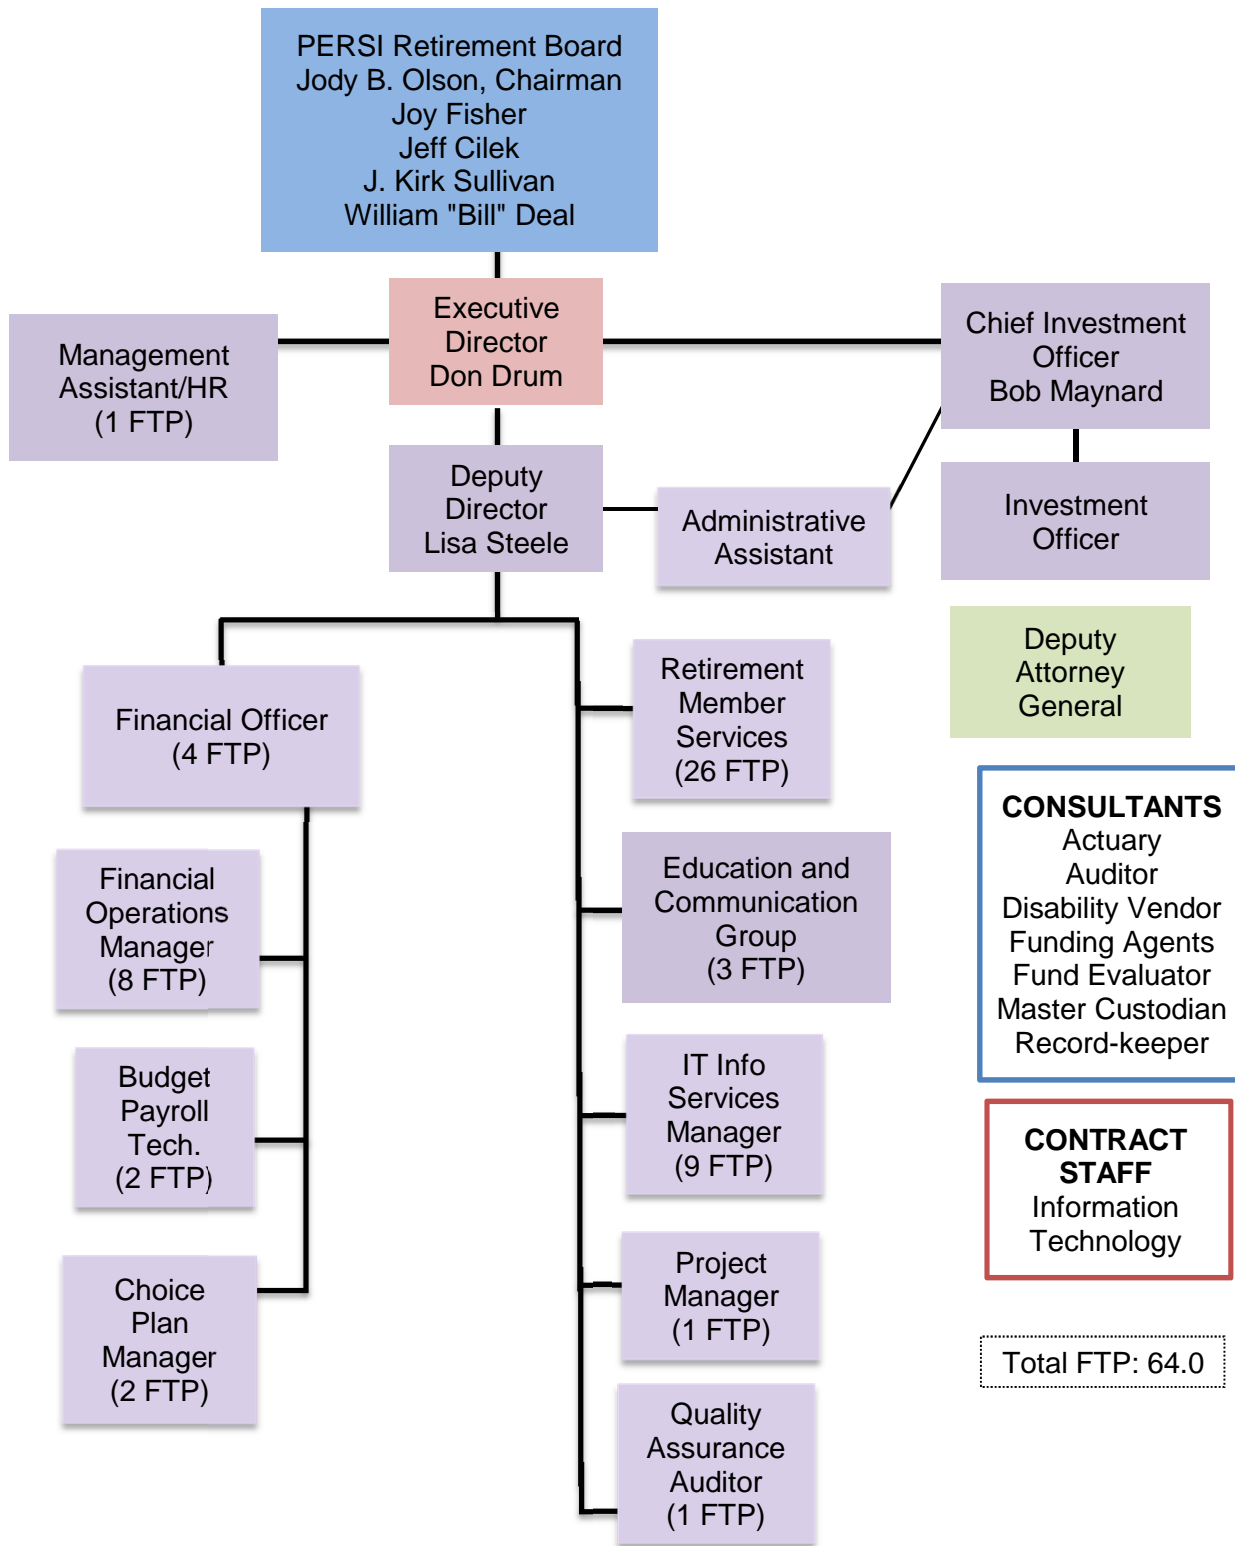 PERSI Retirement Board
Jody B. Olson, Chairman
Joy Fisher
Jeff Cilek
J. Kirk Sullivan
William "Bill" Deal
Executive
Director
Don Drum
Management
Assistant/HR
(1 FTP)
Chief Investment
Officer
Bob Maynard
Deputy
Director
Lisa Steele
Administrative
Assistant
Investment
Officer
Deputy
Attorney
General
Financial Officer
(4 FTP)
Financial
Operations
Manager
(8 FTP)
Budget
Payroll
Tech.
(2 FTP)
Choice
Plan
Manager
(2 FTP)
Retirement
Member
Services
(26 FTP)
Education and
Communication
Group
(3 FTP)
IT Info
Services
Manager
(9 FTP)
Project
Manager
(1 FTP)
Quality
Assurance
Auditor
(1 FTP)
CONSULTANTS
Actuary
Auditor
Disability Vendor
Funding Agents
Fund Evaluator
Master Custodian
Record-keeper
CONTRACT
STAFF
Information
Technology
Total FTP: 64.0